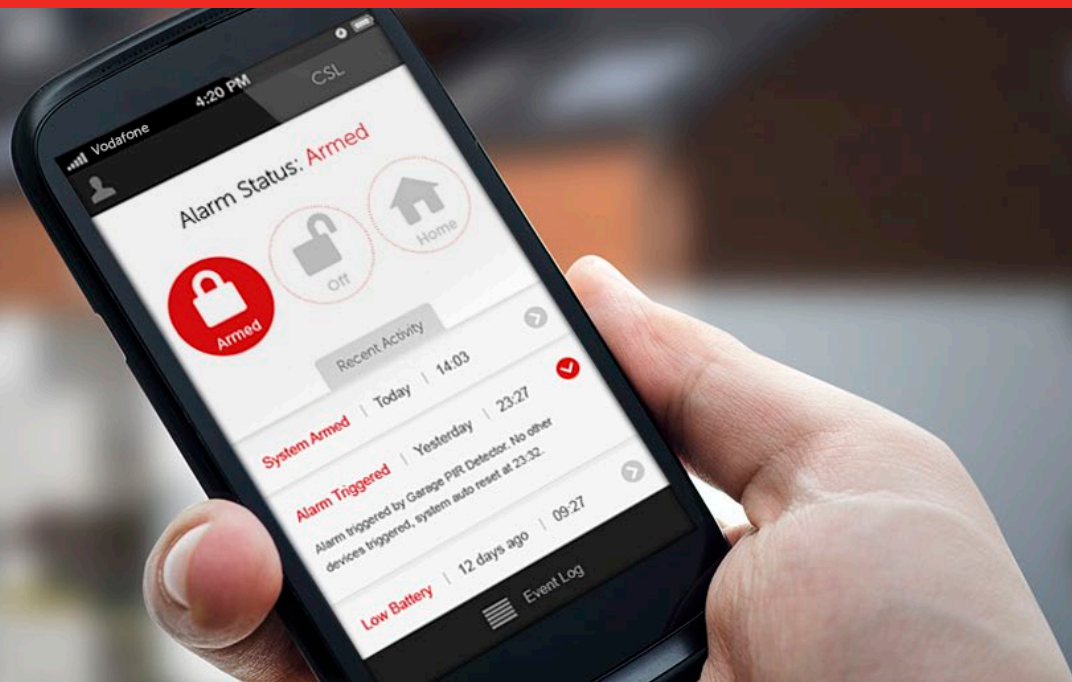 Vodafone
4:20 PM
CSL
Alarm Status: Armed
Armed
Off
Home
Recent Activity
System Armed | Today | 14:03
Alarm Triggered | Yesterday | 23:27
Alarm triggered by Garage PIR Detector. No other
devices triggered, system auto reset at 23:32.
Low Battery | 12 days ago | 09:27
Event Log